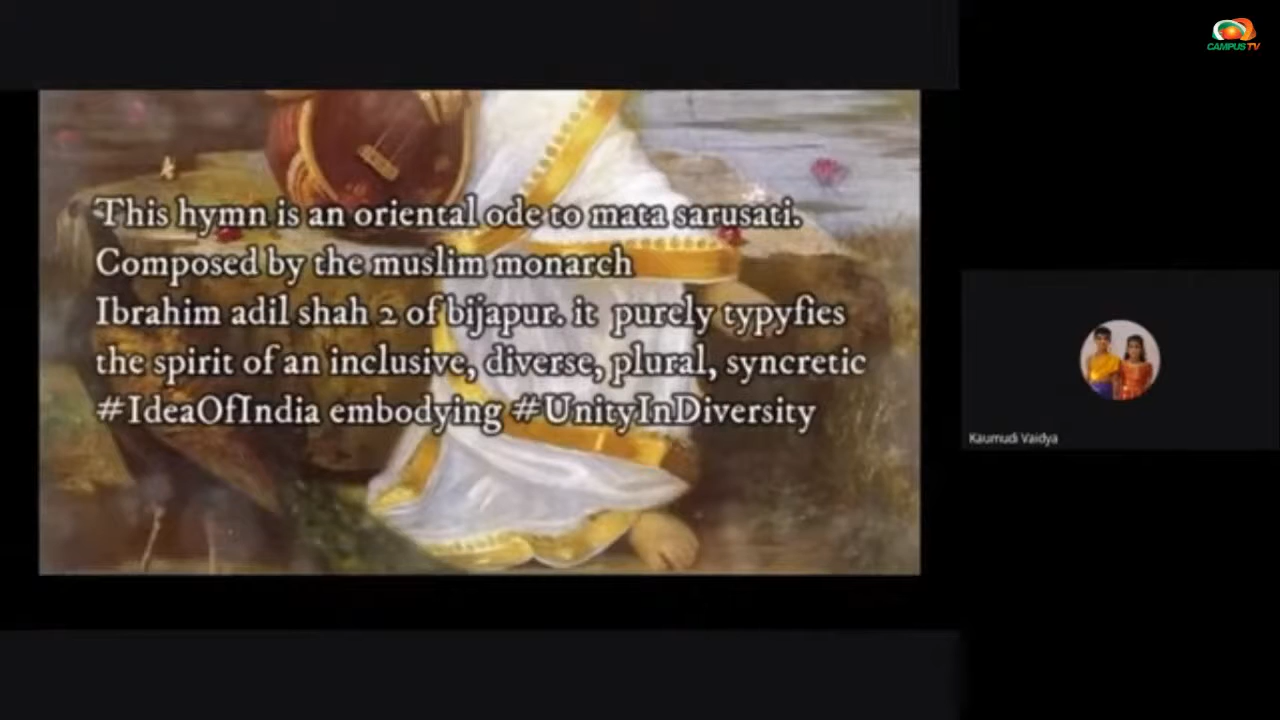 CAMPUS TV
This hymn is an oriental ode to mata sarusati.
Composed by the muslim monarch
Ibrahim adil shah 2 of bijapur. it purely typyfies
the spirit of an inclusive, diverse, plural, syncretic
#IdeaOfIndia embodying #UnityInDiversity
Kaumudi Vaidya